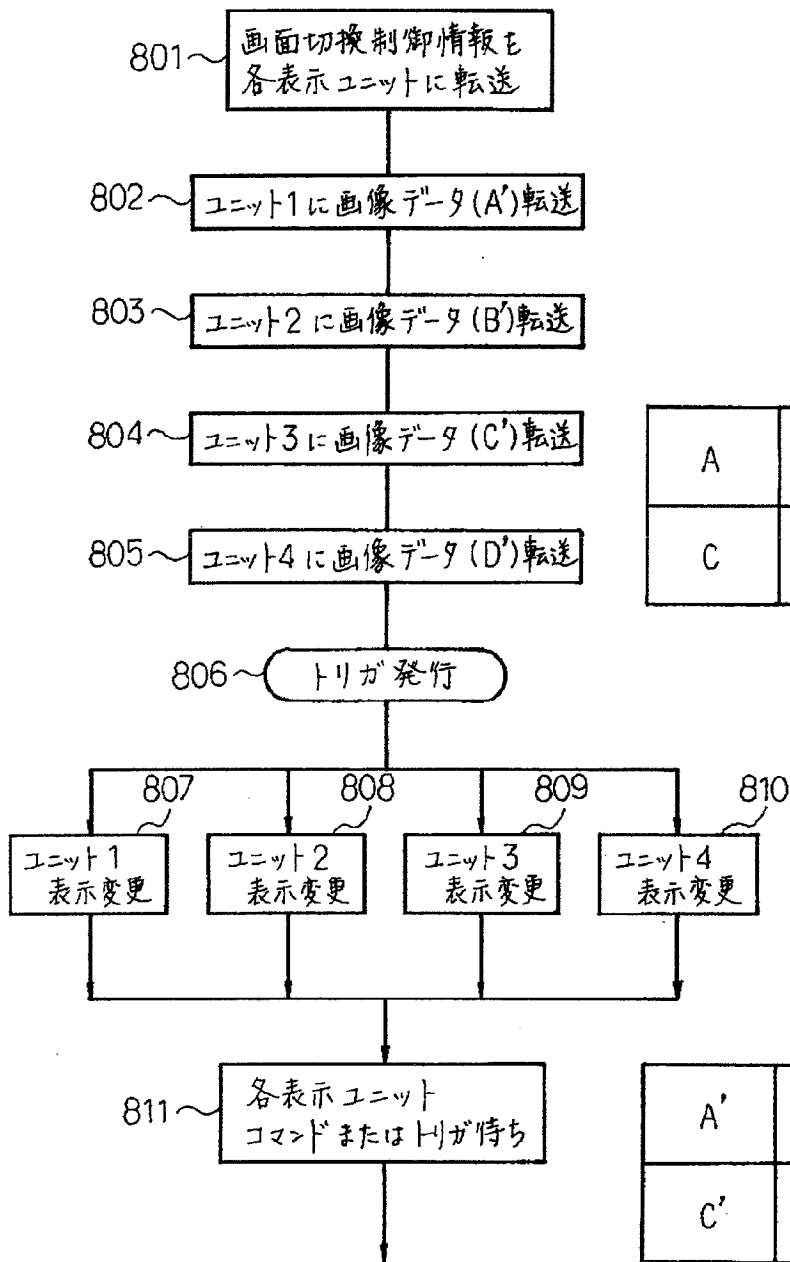 801
画面切換制御情報を
各表示ユニットに転送
802
ユニット1に画像データ(A')転送
803
ユニット2に画像データ(B')転送
804
ユニット3に画像データ(C')転送
805
ユニット4に画像データ(D')転送
A
C
806
トリガ発行
807
ユニット1
表示変更
808
ユニット2
表示変更
809
ユニット3
表示変更
810
ユニット4
表示変更
811
各表示ユニット
コマンドまたはトリガ待ち
A'
C'